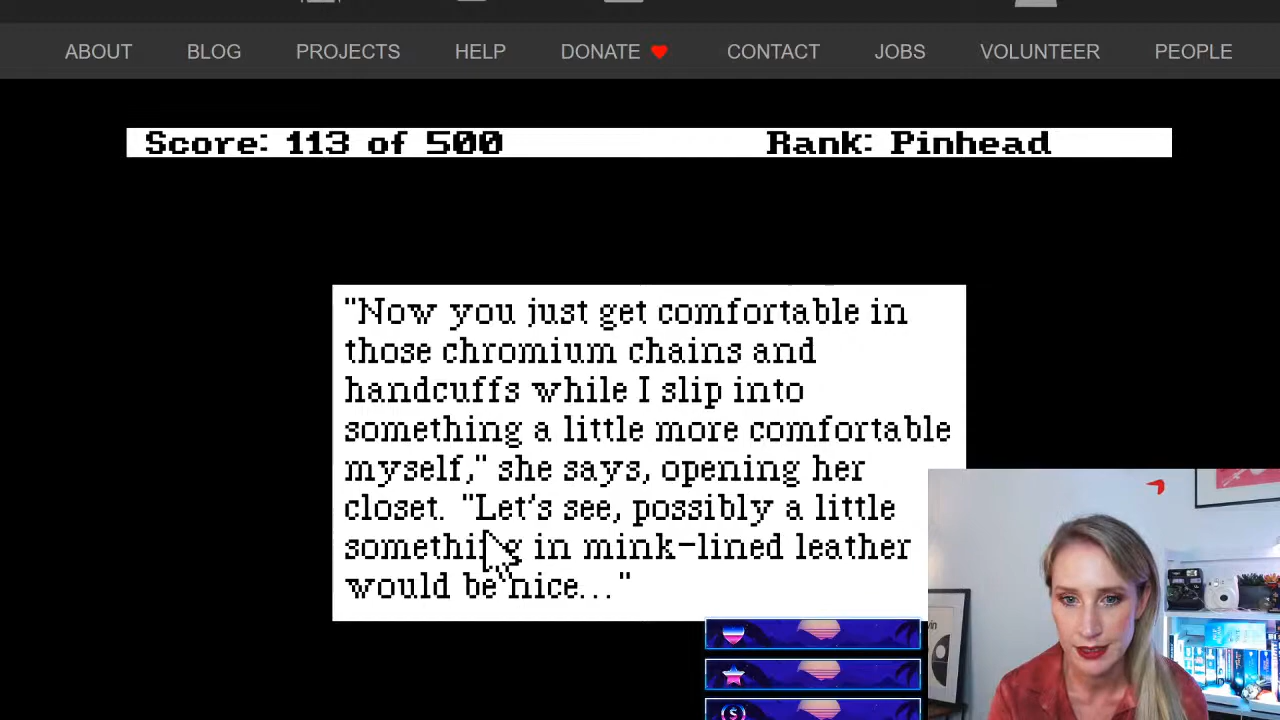 ABOUT BLOG PROJECTS HELP DONATE CONTACT JOBS VOLUNTEER PEOPLE
Score: 113 of 500 Rank: Pinhead
"Now you just get comfortable in
those chromium chains and
handcuffs while I slip into
something a little more comfortable
myself," she says, opening her
closet. "Let's see, possibly a little
something in mink-lined leather
would be nice..."